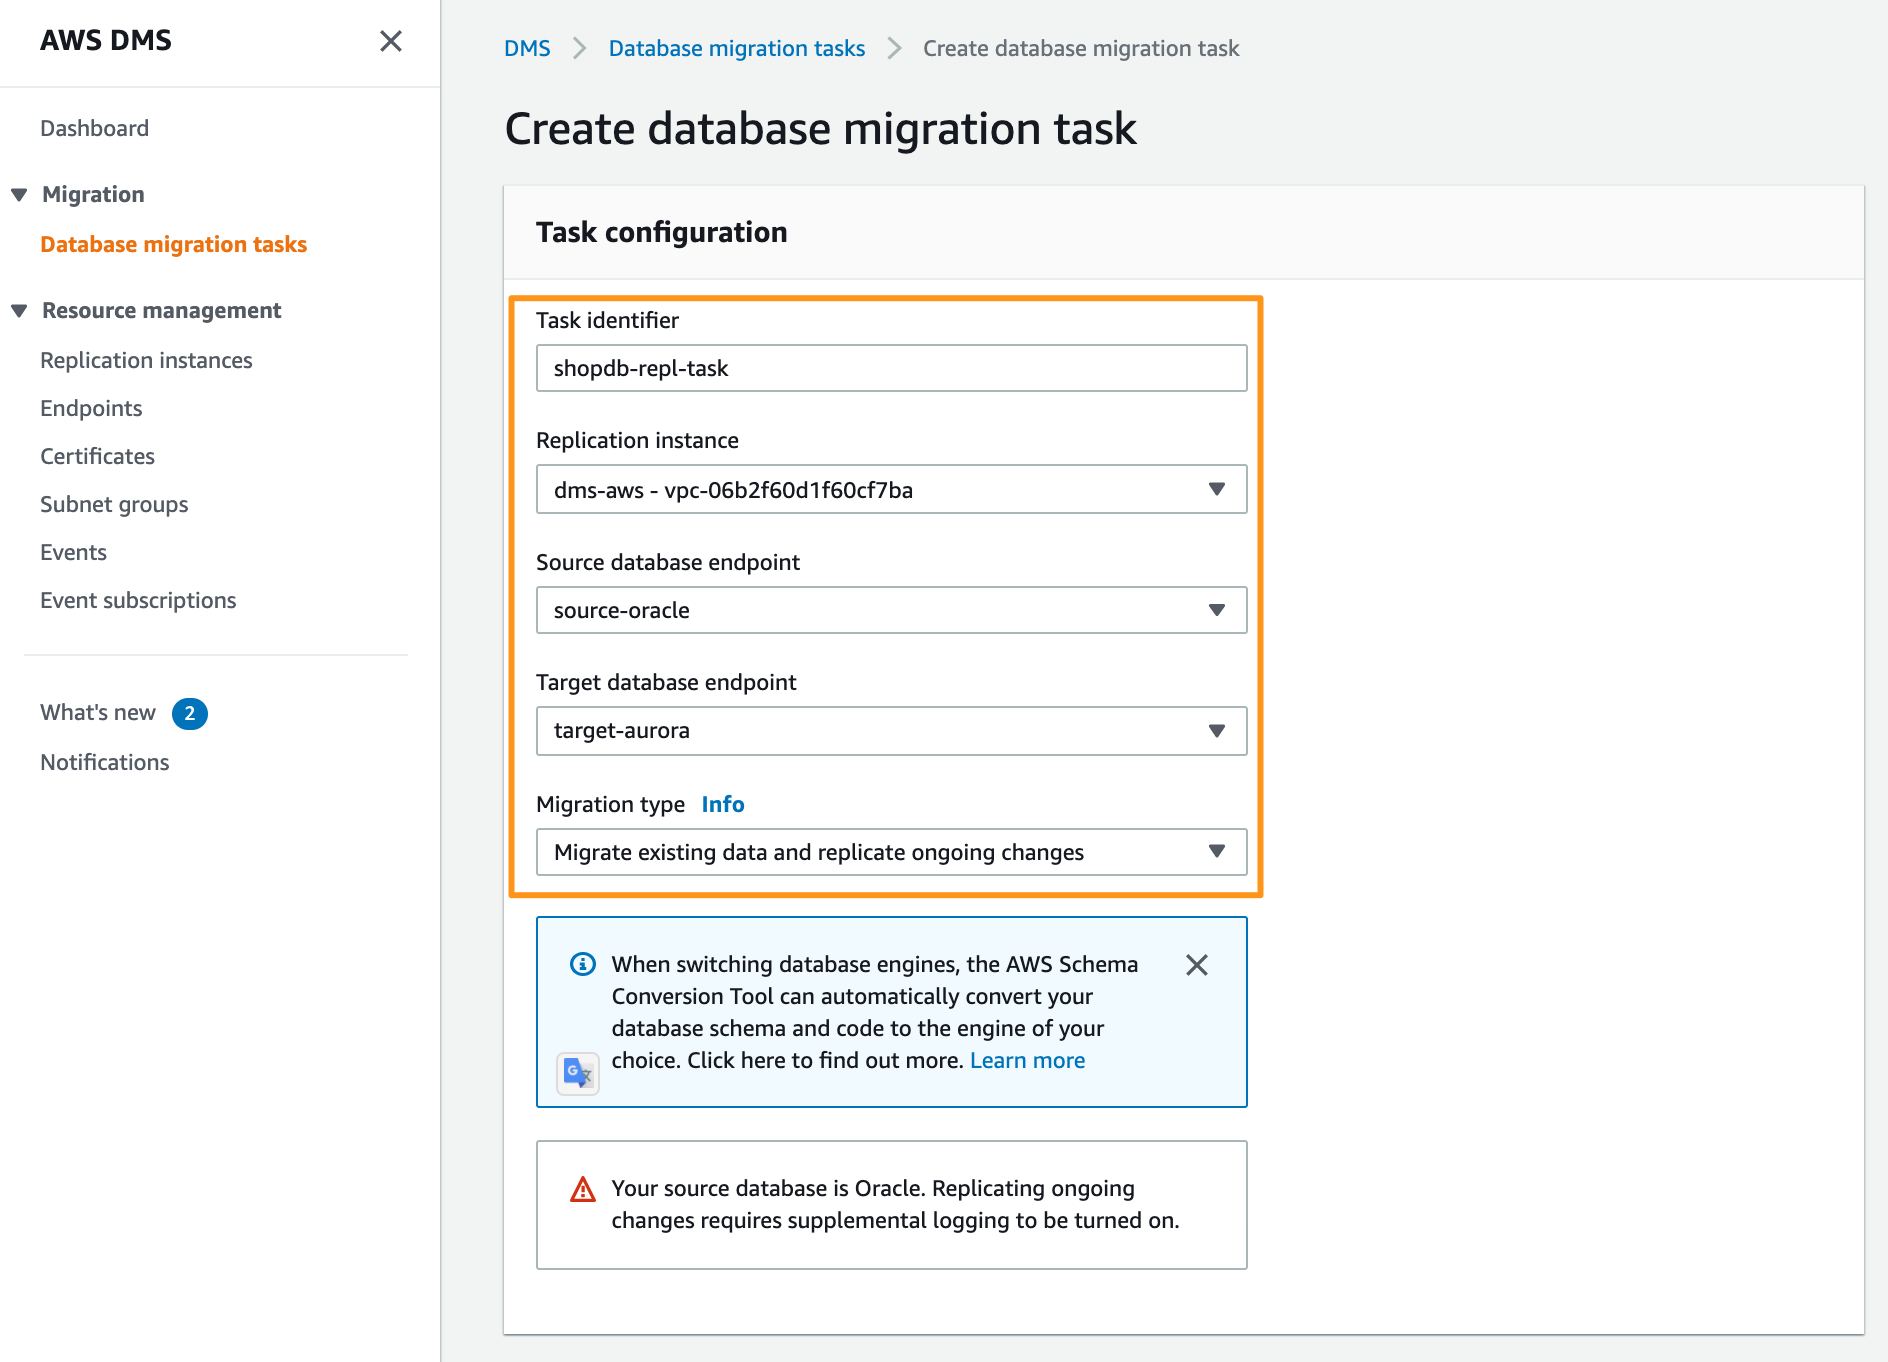 AWS DMS
Dashboard
Migration
Database migration tasks
Resource management
Replication instances
Endpoints
Certificates
Subnet groups
Events
Event subscriptions
What's new 2
Notifications
DMS > Database migration tasks > Create database migration task
Create database migration task
Task configuration
Task identifier
shopdb-repl-task
Replication instance
dms-aws - vpc-06b2f60d1f60cf7ba
Source database endpoint
source-oracle
Target database endpoint
target-aurora
Migration type Info
Migrate existing data and replicate ongoing changes
When switching database engines, the AWS Schema
Conversion Tool can automatically convert your
database schema and code to the engine of your
choice. Click here to find out more. Learn more
Your source database is Oracle. Replicating ongoing
changes requires supplemental logging to be turned on.